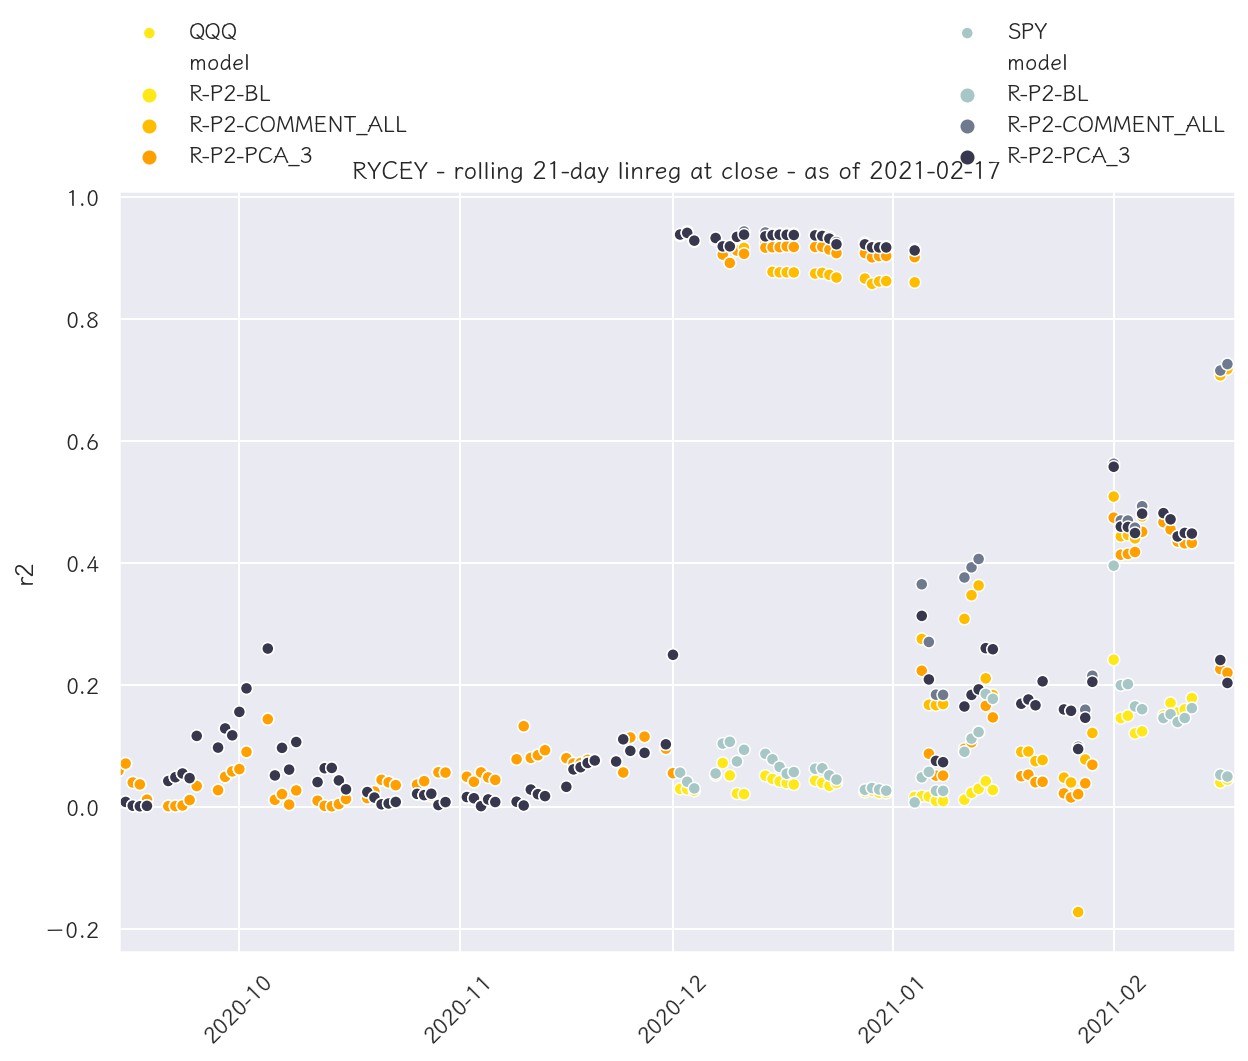 QQQ
model
R-P2-BL
R-P2-COMMENT_ALL
R-P2-PCA_3
SPY
model
R-P2-BL
R-P2-COMMENT_ALL
R-P2-PCA_3
RYCEY - rolling 21-day linreg at close - as of 2021-02-17
1.0
0.8
0.6
0.4
0.2
0.0
−0.2
r2
2020-10
2020-11
2020-12
2021-01
2021-02